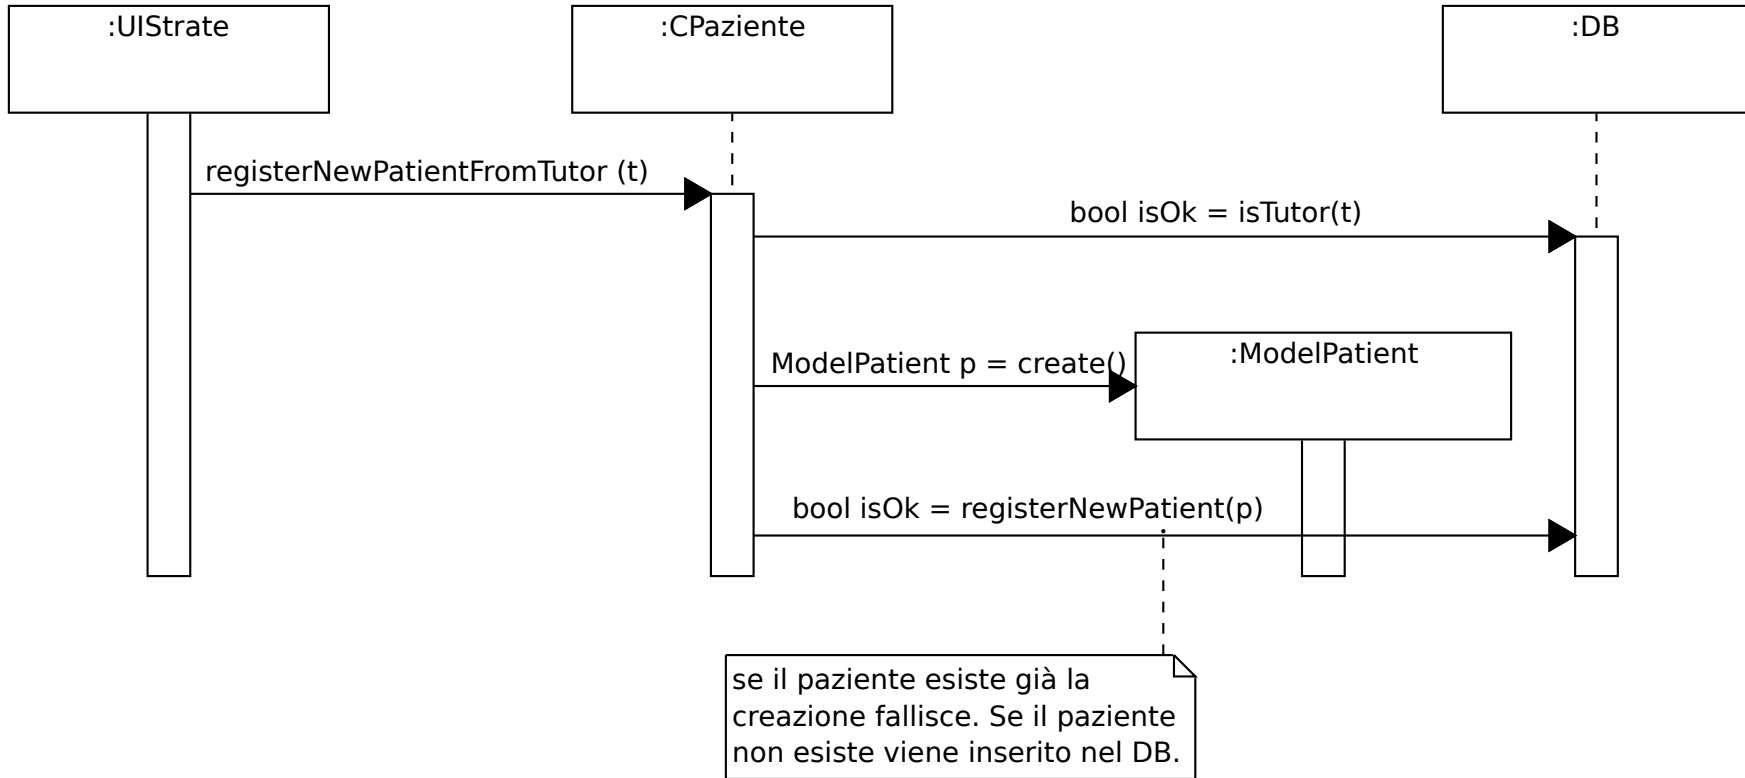 :UIStrate
:CPaziente
:DB
registerNewPatientFromTutor (t)
bool isOk = isTutor(t)
:ModelPatient
ModelPatient p = create()
bool isOk = registerNewPatient(p)
se il paziente esiste già la
creazione fallisce. Se il paziente
non esiste viene inserito nel DB.